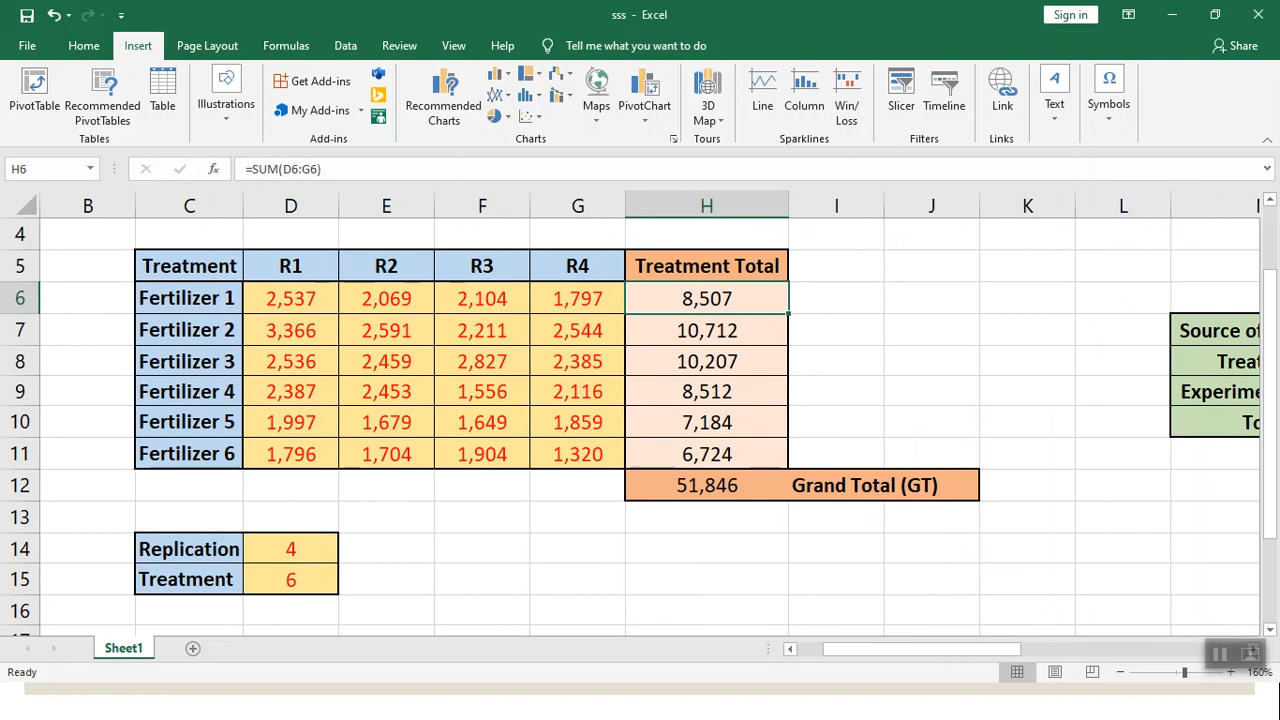 sss - Excel
Sign in
File Home Insert Page Layout Formulas Data Review View Help Tell me what you want to do Share
PivotTable Recommended PivotTables Table Illustrations Get Add-ins My Add-ins Recommended Charts Maps PivotChart 3D Map Line Column Win/Loss Slicer Timeline Link Text Symbols
Tables Add-ins Charts Tours Sparklines Filters Links
H6 fx =SUM(D6:G6)
B C D E F G H I J K L
4
5 Treatment R1 R2 R3 R4 Treatment Total
6 Fertilizer 1 2,537 2,069 2,104 1,797 8,507
7 Fertilizer 2 3,366 2,591 2,211 2,544 10,712 Source of
8 Fertilizer 3 2,536 2,459 2,827 2,385 10,207 Treat
9 Fertilizer 4 2,387 2,453 1,556 2,116 8,512 Experime
10 Fertilizer 5 1,997 1,679 1,649 1,859 7,184 To
11 Fertilizer 6 1,796 1,704 1,904 1,320 6,724
12 51,846 Grand Total (GT)
13
14 Replication 4
15 Treatment 6
16
Sheet1
Ready 160%